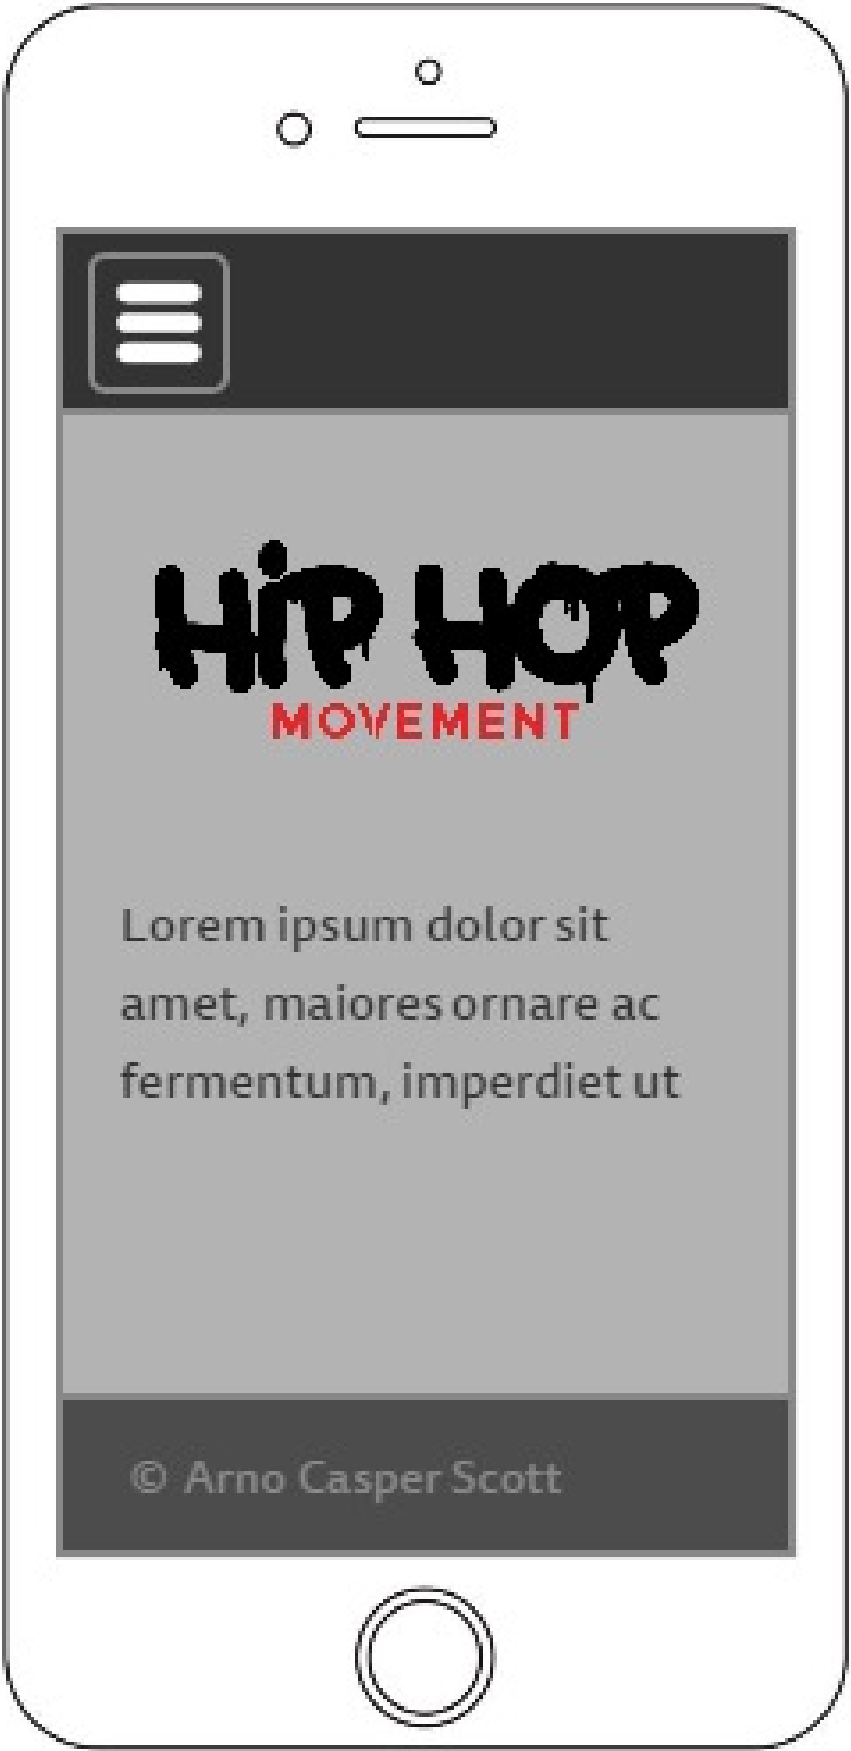 HiP HOP
MOVEMENT
Lorem ipsum dolor sit
amet, maiores ornare ac
fermentum, imperdiet ut
© Arno Casper Scott